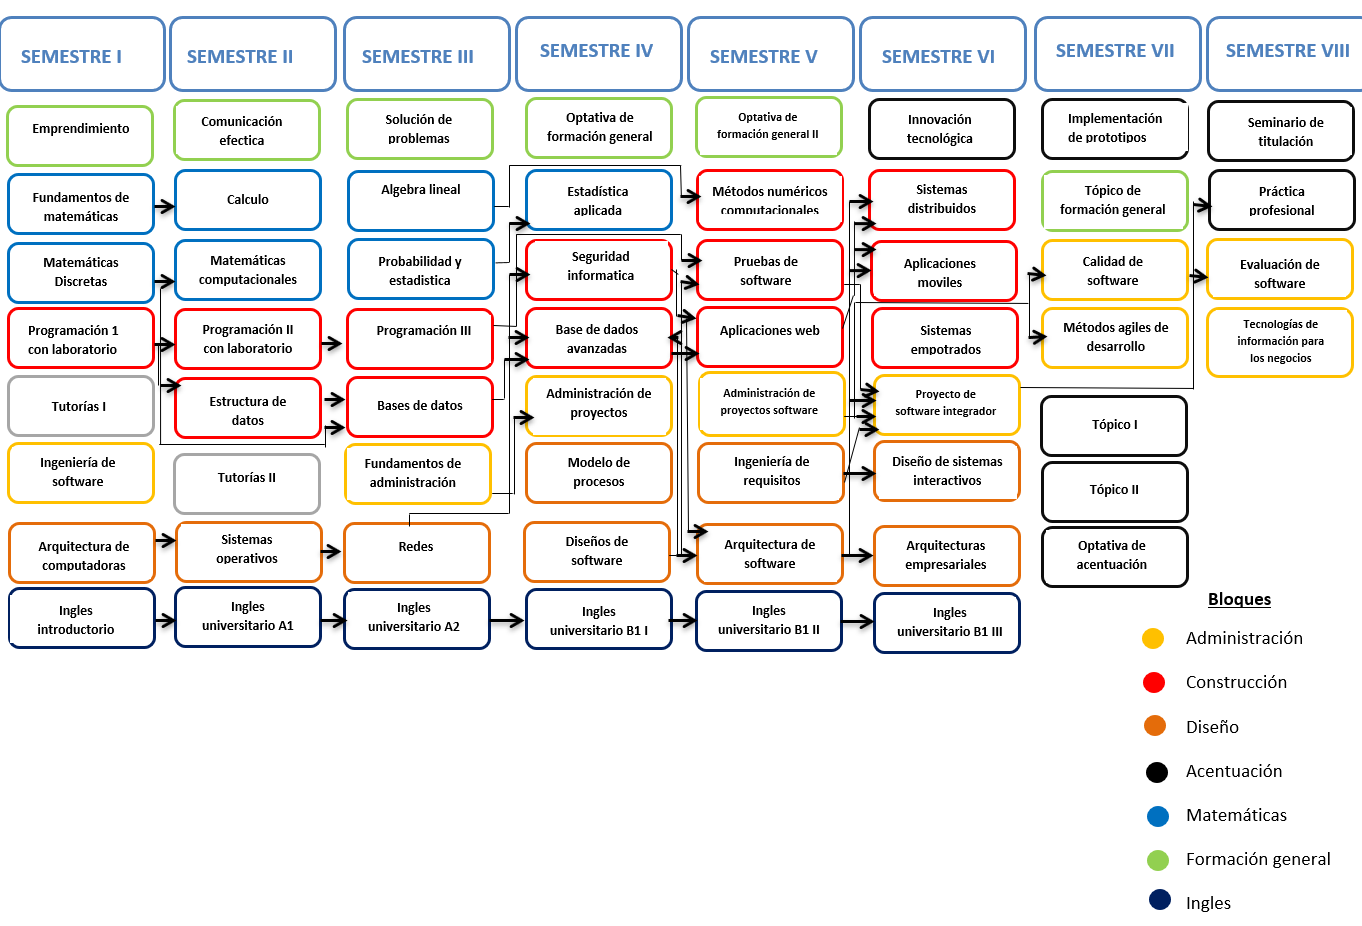 SEMESTRE I
SEMESTRE II
SEMESTRE III
SEMESTRE IV
SEMESTRE V
SEMESTRE VI
SEMESTRE VII
SEMESTRE VIII
Emprendimiento
Comunicación
efectica
Solución de
problemas
Optativa de
formación general
Optativa de
formación general II
Innovación
tecnológica
Implementación
de prototipos
Seminario de
titulación
Fundamentos de
matemáticas
Calculo
Algebra lineal
Estadística
aplicada
Métodos numéricos
computacionales
Sistemas
distribuidos
Tópico de
formación general
Práctica
profesional
Matemáticas
Discretas
Matemáticas
computacionales
Probabilidad y
estadistica
Seguridad
informatica
Pruebas de
software
Aplicaciones
moviles
Calidad de
software
Evaluación de
software
Programación 1
con laboratorio
Programación II
con laboratorio
Programación III
Base de dados
avanzadas
Aplicaciones web
Sistemas
empotrados
Métodos agiles de
desarrollo
Tecnologías de
información para
los negocios
Tutorías I
Estructura de
datos
Bases de datos
Administración de
proyectos
Administración de
proyectos software
Proyecto de
software integrador
Tópico I
Ingeniería de
software
Tutorías II
Fundamentos de
administración
Modelo de
procesos
Ingeniería de
requisitos
Diseño de sistemas
interactivos
Tópico II
Arquitectura de
computadoras
Sistemas
operativos
Redes
Diseños de
software
Arquitectura de
software
Arquitecturas
empresariales
Optativa de
acentuación
Ingles
introductorio
Ingles
universitario A1
Ingles
universitario A2
Ingles
universitario B1 I
Ingles
universitario B1 II
Ingles
universitario B1 III
Bloques
Administración
Construcción
Diseño
Acentuación
Matemáticas
Formación general
Ingles